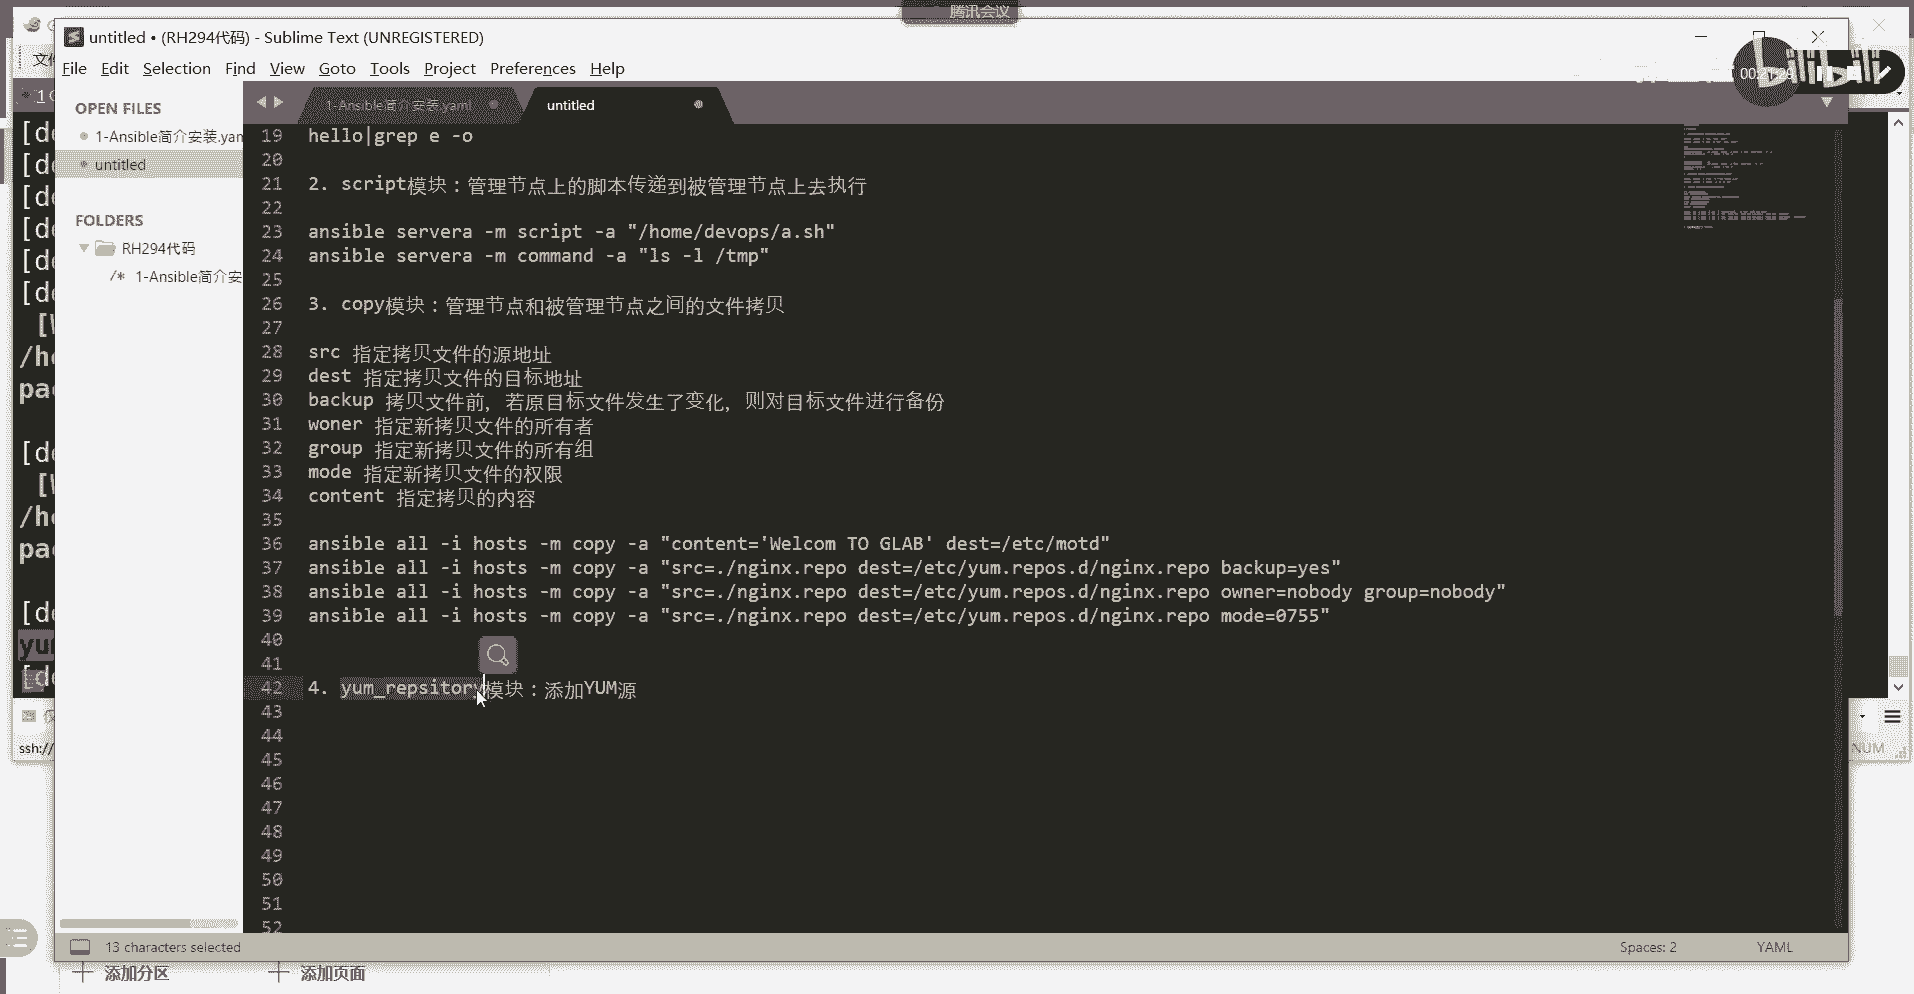 腾讯会议
untitled • (RH294代码) - Sublime Text (UNREGISTERED)
File Edit Selection Find View Goto Tools Project Preferences Help
00:21:29
bilibili
OPEN FILES
1-Ansible简介安装.yam
untitled
FOLDERS
RH294代码
/* 1-Ansible简介安
1-Ansible简介安装.yaml
untitled
19 hello|grep e -o
20
21 2. script模块：管理节点上的脚本传递到被管理节点上去执行
22
23 ansible servera -m script -a "/home/devops/a.sh"
24 ansible servera -m command -a "ls -l /tmp"
25
26 3. copy模块：管理节点和被管理节点之间的文件拷贝
27
28 src 指定拷贝文件的源地址
29 dest 指定拷贝文件的目标地址
30 backup 拷贝文件前，若原目标文件发生了变化，则对目标文件进行备份
31 woner 指定新拷贝文件的所有者
32 group 指定新拷贝文件的所有组
33 mode 指定新拷贝文件的权限
34 content 指定拷贝的内容
35
36 ansible all -i hosts -m copy -a "content='Welcom TO GLAB' dest=/etc/motd"
37 ansible all -i hosts -m copy -a "src=./nginx.repo dest=/etc/yum.repos.d/nginx.repo backup=yes"
38 ansible all -i hosts -m copy -a "src=./nginx.repo dest=/etc/yum.repos.d/nginx.repo owner=nobody group=nobody"
39 ansible all -i hosts -m copy -a "src=./nginx.repo dest=/etc/yum.repos.d/nginx.repo mode=0755"
40
41
42 4. yum_repsitory模块：添加YUM源
43
44
45
46
47
48
49
50
51
52
13 characters selected
Spaces: 2
YAML
ssh://
NUM
添加分区
添加页面